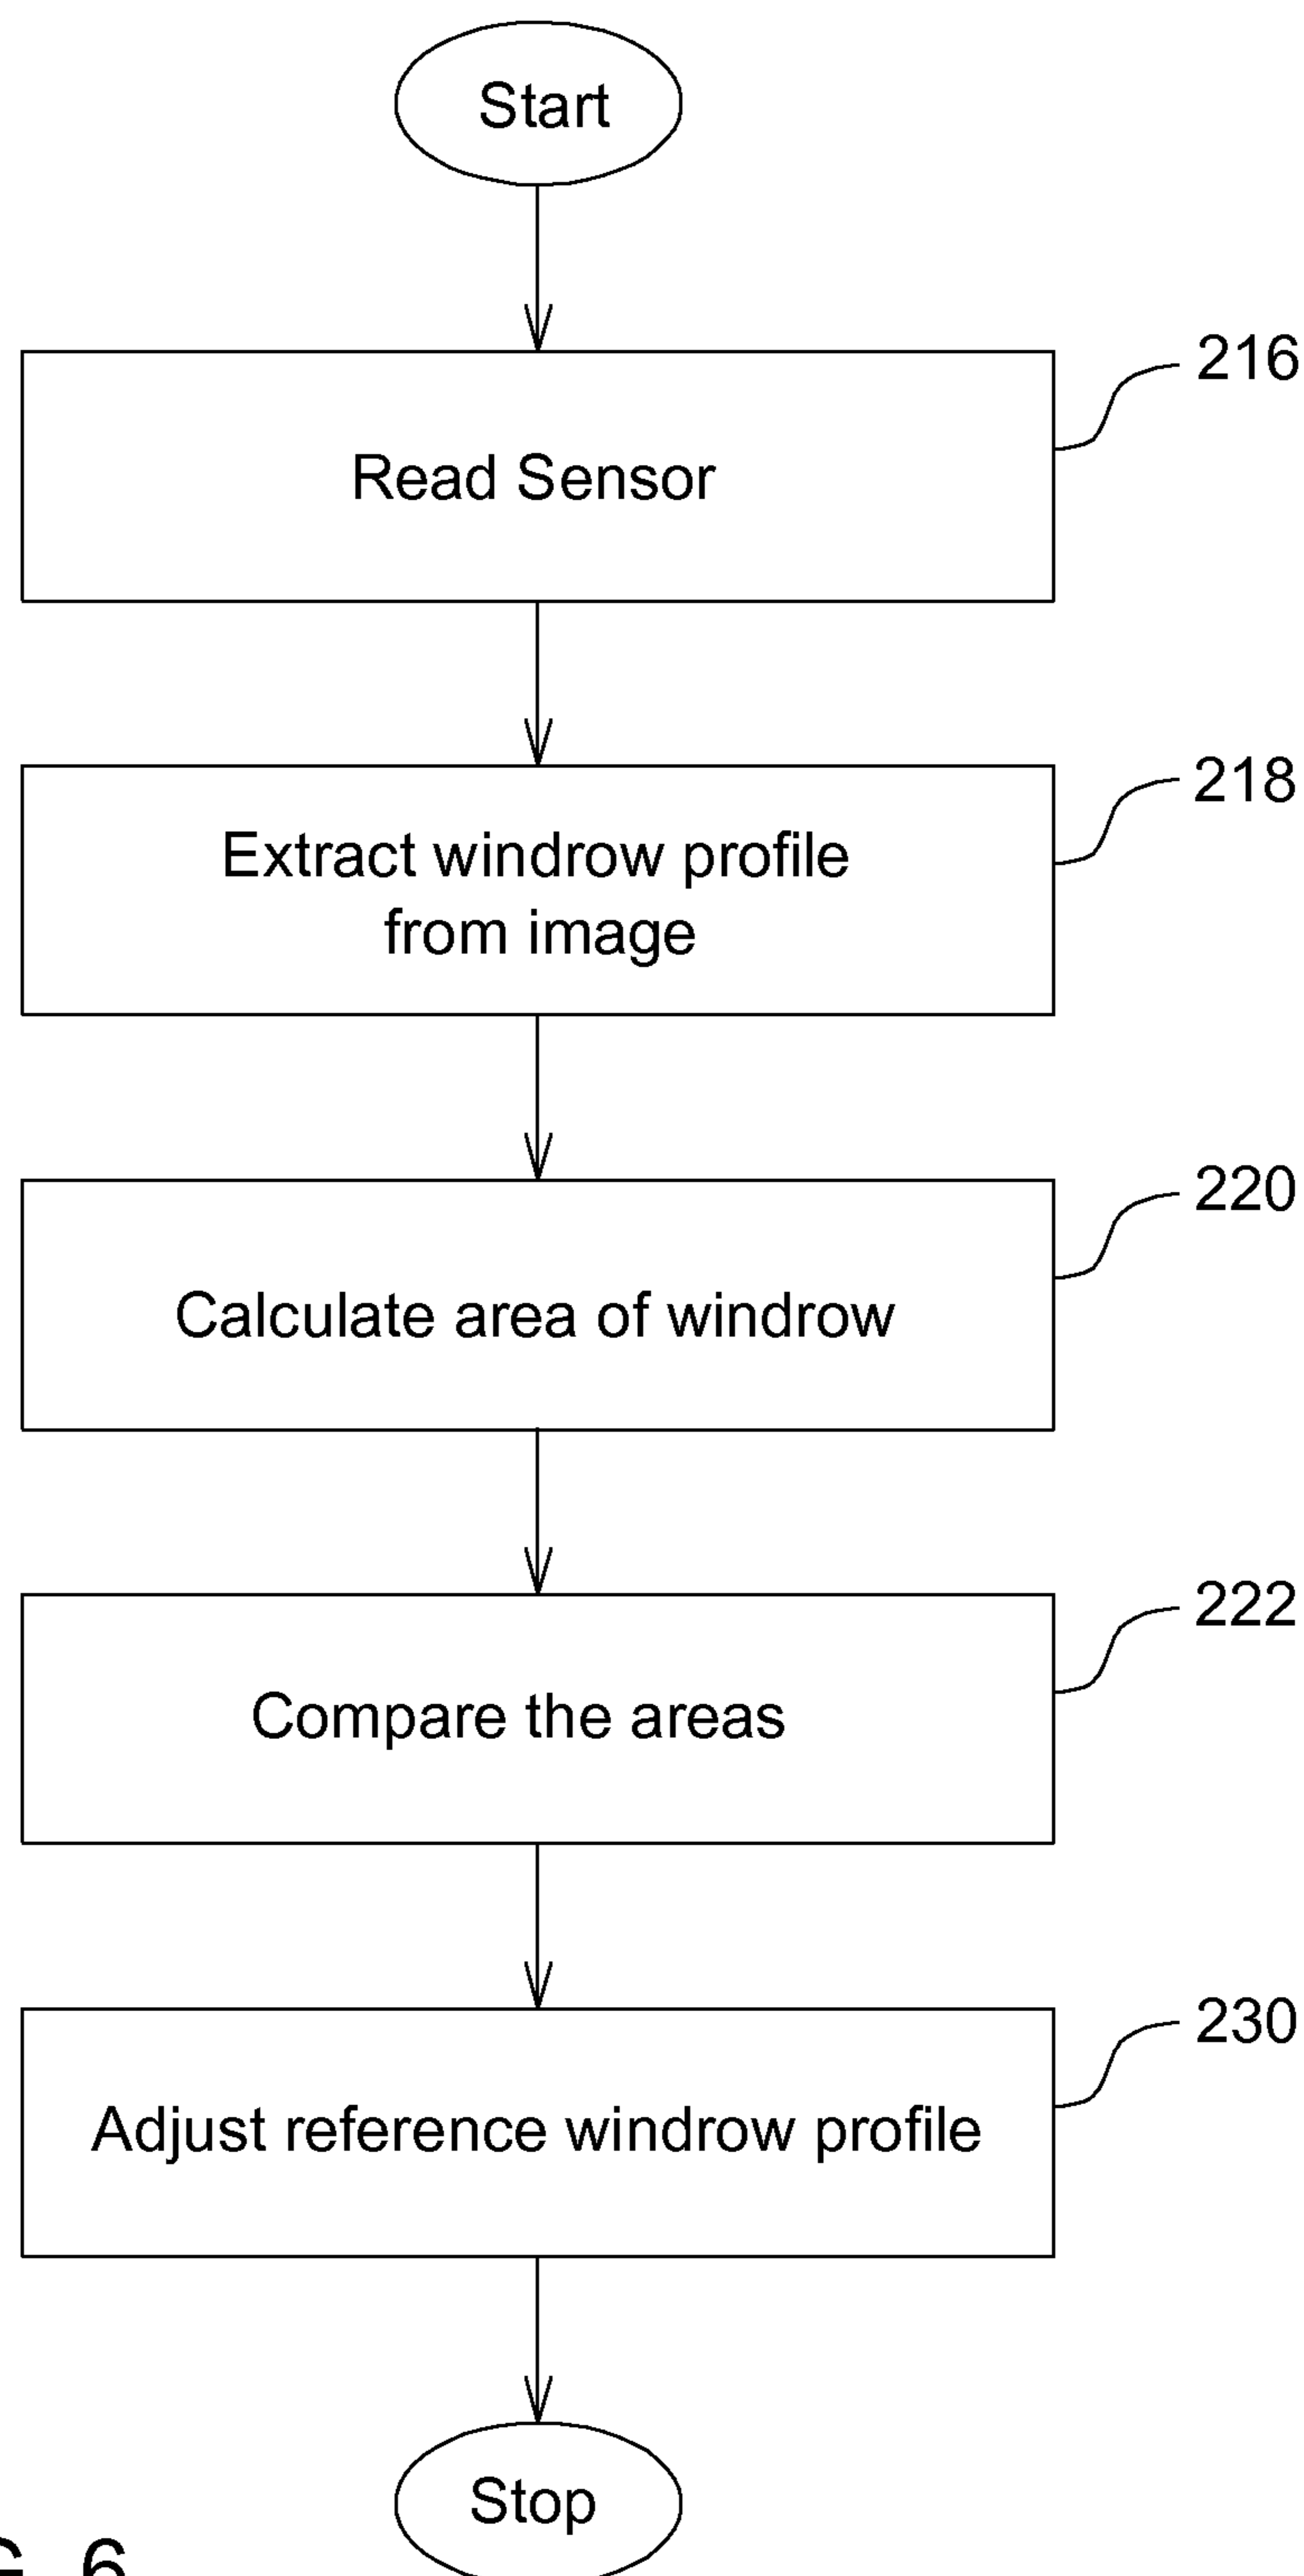 Start
216
Read Sensor
218
Extract windrow profile
from image
220
Calculate area of windrow
222
Compare the areas
230
Adjust reference windrow profile
Stop
6